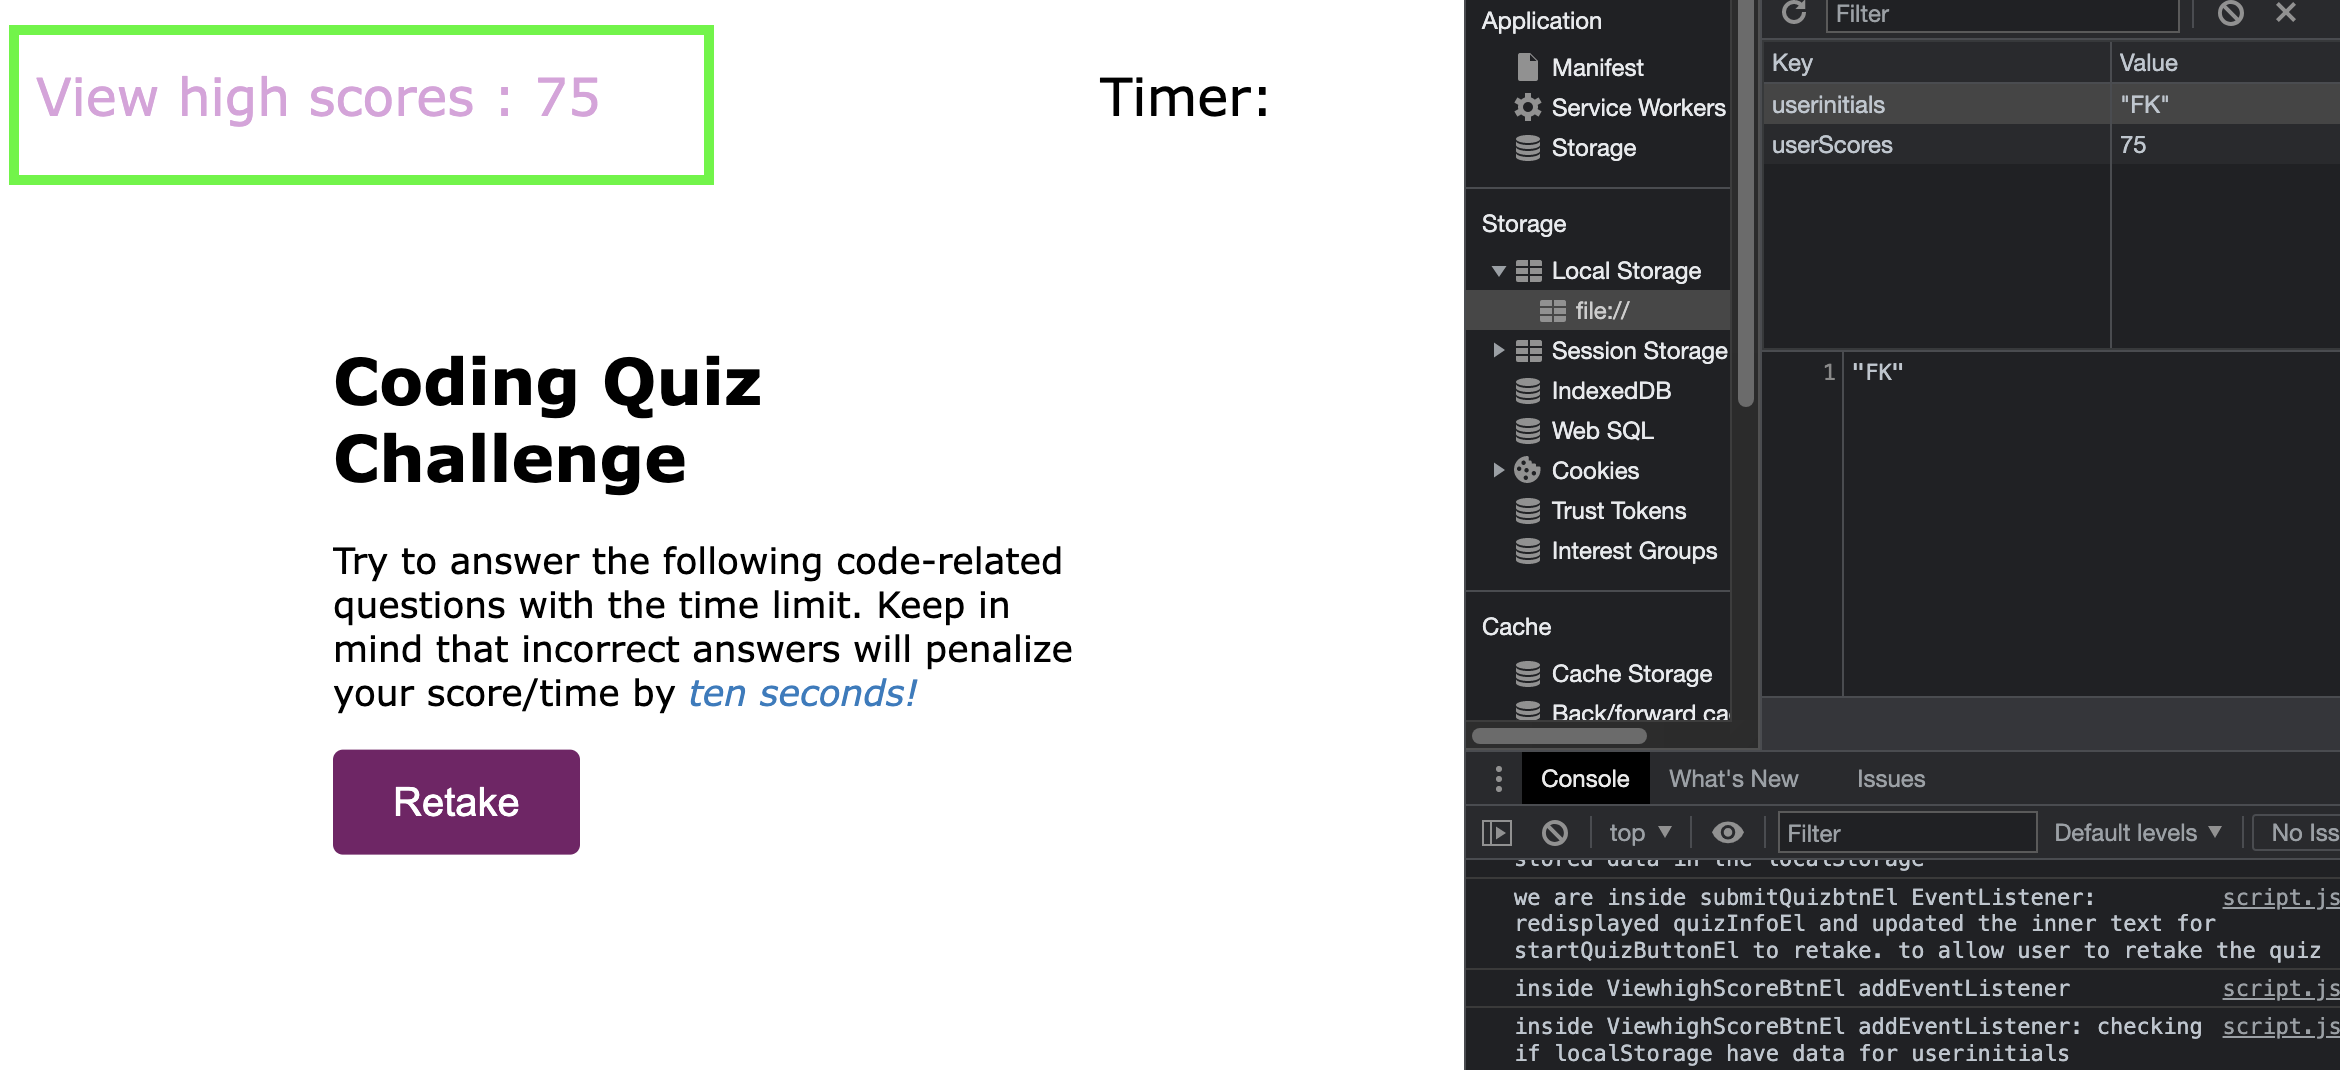 View high scores : 75
Timer:
Coding Quiz
Challenge
Try to answer the following code-related
questions with the time limit. Keep in
mind that incorrect answers will penalize
your score/time by ten seconds!
Retake
Application
Manifest
Service Workers
Storage
Storage
Local Storage
file://
Session Storage
IndexedDB
Web SQL
Cookies
Trust Tokens
Interest Groups
Cache
Cache Storage
Back/forward ca
Filter
Key Value
userinitials "FK"
userScores 75
1 "FK"
Console What's New Issues
top Filter Default levels No Iss
stored data in the localStorage
we are inside submitQuizbtnEl EventListener: script.js
redisplayed quizInfoEl and updated the inner text for
startQuizButtonEl to retake. to allow user to retake the quiz
inside ViewhighScoreBtnEl addEventListener script.js
inside ViewhighScoreBtnEl addEventListener: checking script.js
if localStorage have data for userinitials